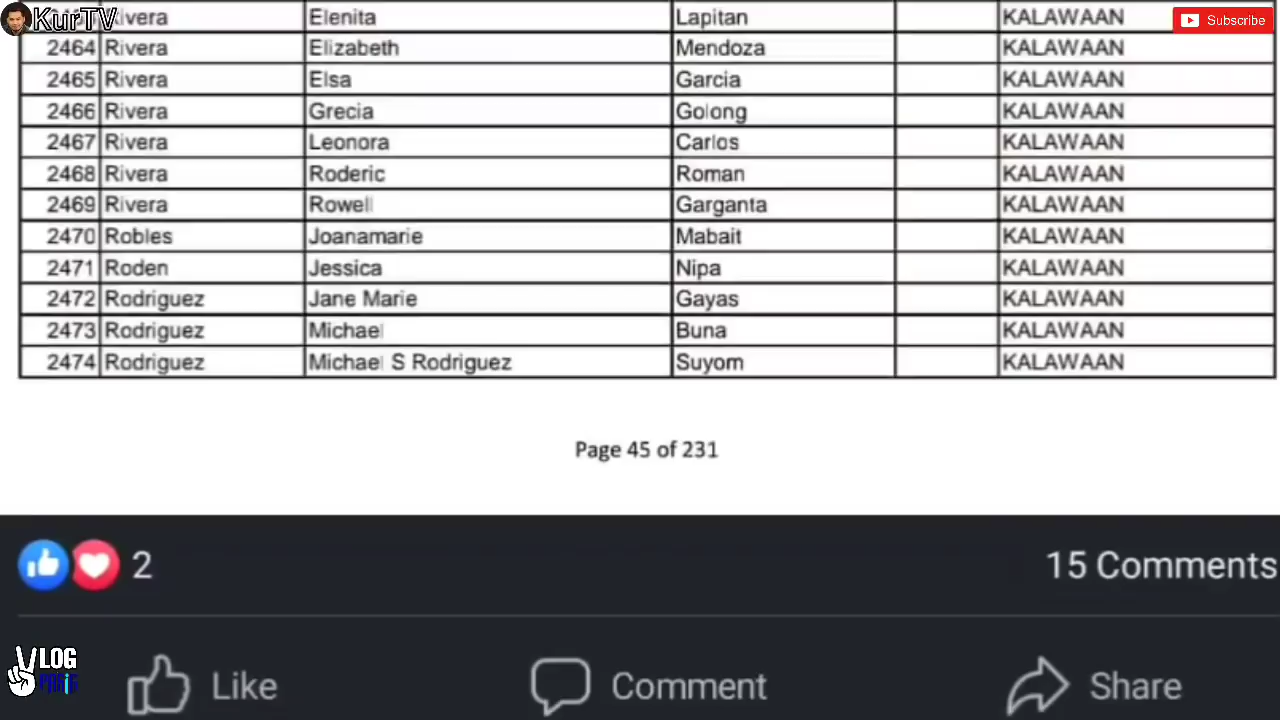 KurTV Rivera Elenita Lapitan KALAWAAN Subscribe
2464 Rivera Elizabeth Mendoza KALAWAAN
2465 Rivera Elsa Garcia KALAWAAN
2466 Rivera Grecia Golong KALAWAAN
2467 Rivera Leonora Carlos KALAWAAN
2468 Rivera Roderic Roman KALAWAAN
2469 Rivera Rowell Garganta KALAWAAN
2470 Robles Joanamarie Mabait KALAWAAN
2471 Roden Jessica Nipa KALAWAAN
2472 Rodriguez Jane Marie Gayas KALAWAAN
2473 Rodriguez Michael Buna KALAWAAN
2474 Rodriguez Michael S Rodriguez Suyom KALAWAAN
Page 45 of 231
2 15 Comments
VLOG
PASIG
Like Comment Share